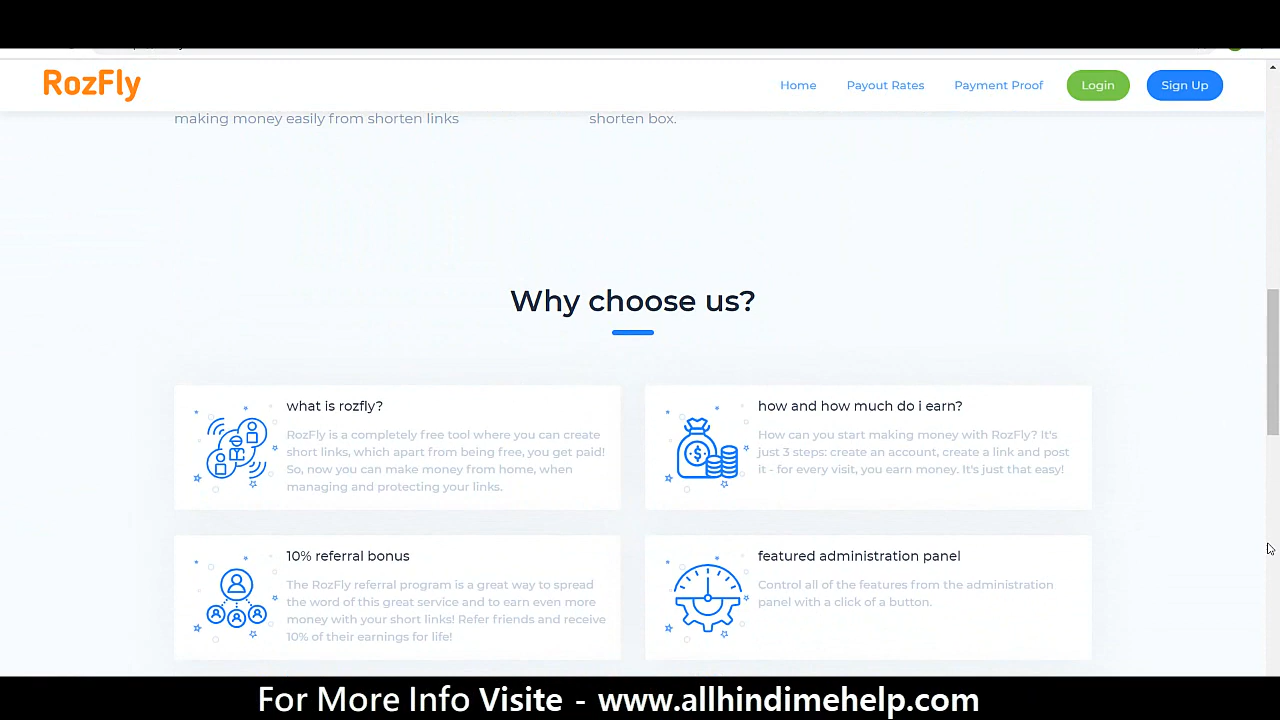 RozFly
Home
Payout Rates
Payment Proof
Login
Sign Up
making money easily from shorten links
shorten box.
Why choose us?
what is rozfly?
RozFly is a completely free tool where you can create
short links, which apart from being free, you get paid!
So, now you can make money from home, when
managing and protecting your links.
how and how much do i earn?
How can you start making money with RozFly? It's
just 3 steps: create an account, create a link and post
it - for every visit, you earn money. It's just that easy!
10% referral bonus
The RozFly referral program is a great way to spread
the word of this great service and to earn even more
money with your short links! Refer friends and receive
10% of their earnings for life!
featured administration panel
Control all of the features from the administration
panel with a click of a button.
For More Info Visite - www.allhindimehelp.com